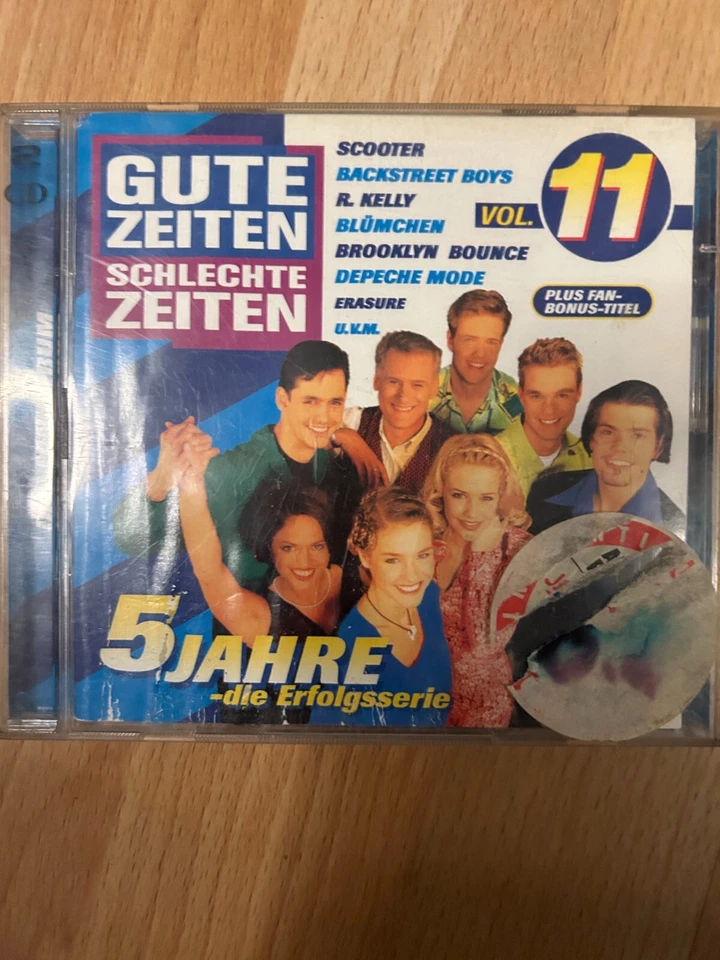 GUTE
ZEITEN
SCHLECHTE
ZEITEN
SCOOTER
BACKSTREET BOYS
R. KELLY
BLÜMCHEN
BROOKLYN BOUNCE
DEPECHE MODE
ERASURE
U.V.M.
VOL. 11
PLUS FAN-
BONUS-TITEL
5 JAHRE
-die Erfolgsserie